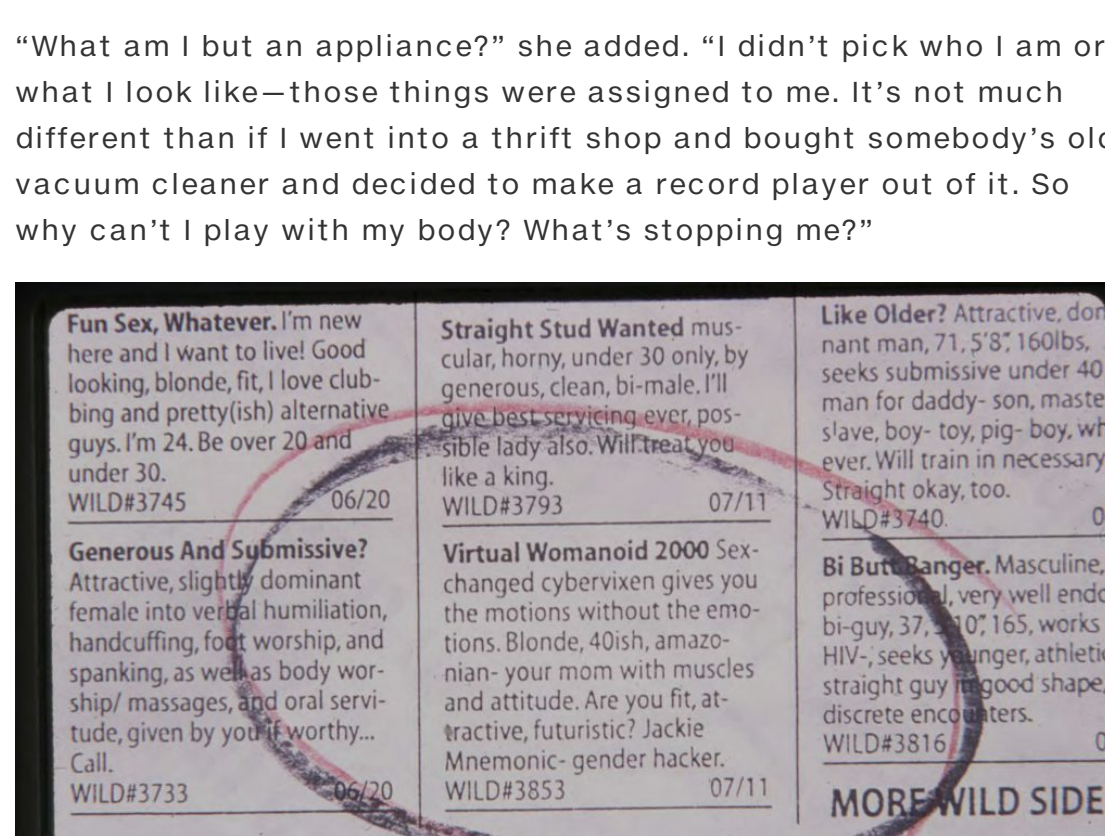 “What am I but an appliance?” she added. “I didn’t pick who I am or
what I look like—those things were assigned to me. It’s not much
different than if I went into a thrift shop and bought somebody’s
vacuum cleaner and decided to make a record player out of it. So
why can’t I play with my body? What’s stopping me?”
Fun Sex, Whatever. I'm new
here and I want to live! Good
looking, blonde, fit, I love club-
bing and pretty(ish) alternative
guys. I'm 24. Be over 20 and
under 30.
WILD#3745 06/20
Generous And Submissive?
Attractive, slightly dominant
female into verbal humiliation,
handcuffing, foot worship, and
spanking, as well as body wor-
ship/ massages, and oral servi-
tude, given by you if worthy...
Call.
WILD#3733 06/20
Straight Stud Wanted mus-
cular, horny, under 30 only, by
generous, clean, bi-male. I'll
give best servicing ever, pos-
sible lady also. Will treat you
like a king.
WILD#3793 07/11
Virtual Womanoid 2000 Sex-
changed cybervixen gives you
the motions without the emo-
tions. Blonde, 40ish, amazo-
nian- your mom with muscles
and attitude. Are you fit, at-
tractive, futuristic? Jackie
Mnemonic- gender hacker.
WILD#3853 07/11
Like Older? Attractive,
nant man, 71, 5'8", 160lbs,
seeks submissive under 40
man for daddy- son,
slave, boy- toy, pig- boy,
ever. Will train in necessary
Straight okay, too.
WILD#3740.
Bi Butt Banger. Masculine,
professional, very well
bi-guy, 37, 5'10", 165, works
HIV-, seeks younger,
straight guy in good shape,
discrete encounters.
WILD#3816
MORE WILD SIDE